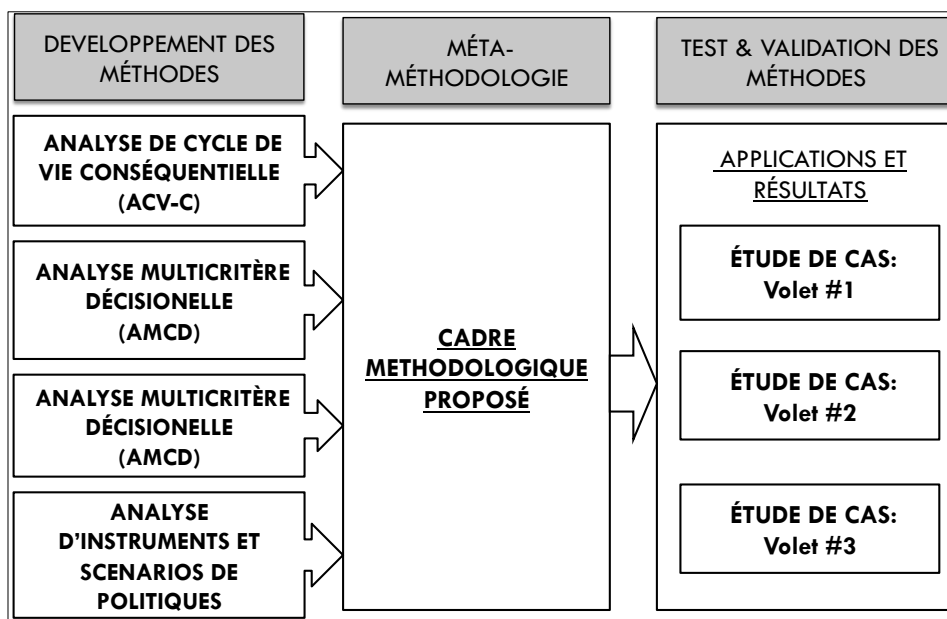 DEVELOPPEMENT DES
MÉTHODES
MÉTA-
MÉTHODOLOGIE
TEST & VALIDATION DES
MÉTHODES
ANALYSE DE CYCLE DE
VIE CONSÉQUENTIELLE
(ACV-C)
ANALYSE MULTICRITÈRE
DÉCISIONELLE
(AMCD)
ANALYSE MULTICRITÈRE
DÉCISIONELLE
(AMCD)
ANALYSE
D’INSTRUMENTS ET
SCENARIOS DE
POLITIQUES
CADRE
METHODOLOGIQUE
PROPOSÉ
APPLICATIONS ET
RÉSULTATS
ÉTUDE DE CAS:
Volet #1
ÉTUDE DE CAS:
Volet #2
ÉTUDE DE CAS:
Volet #3